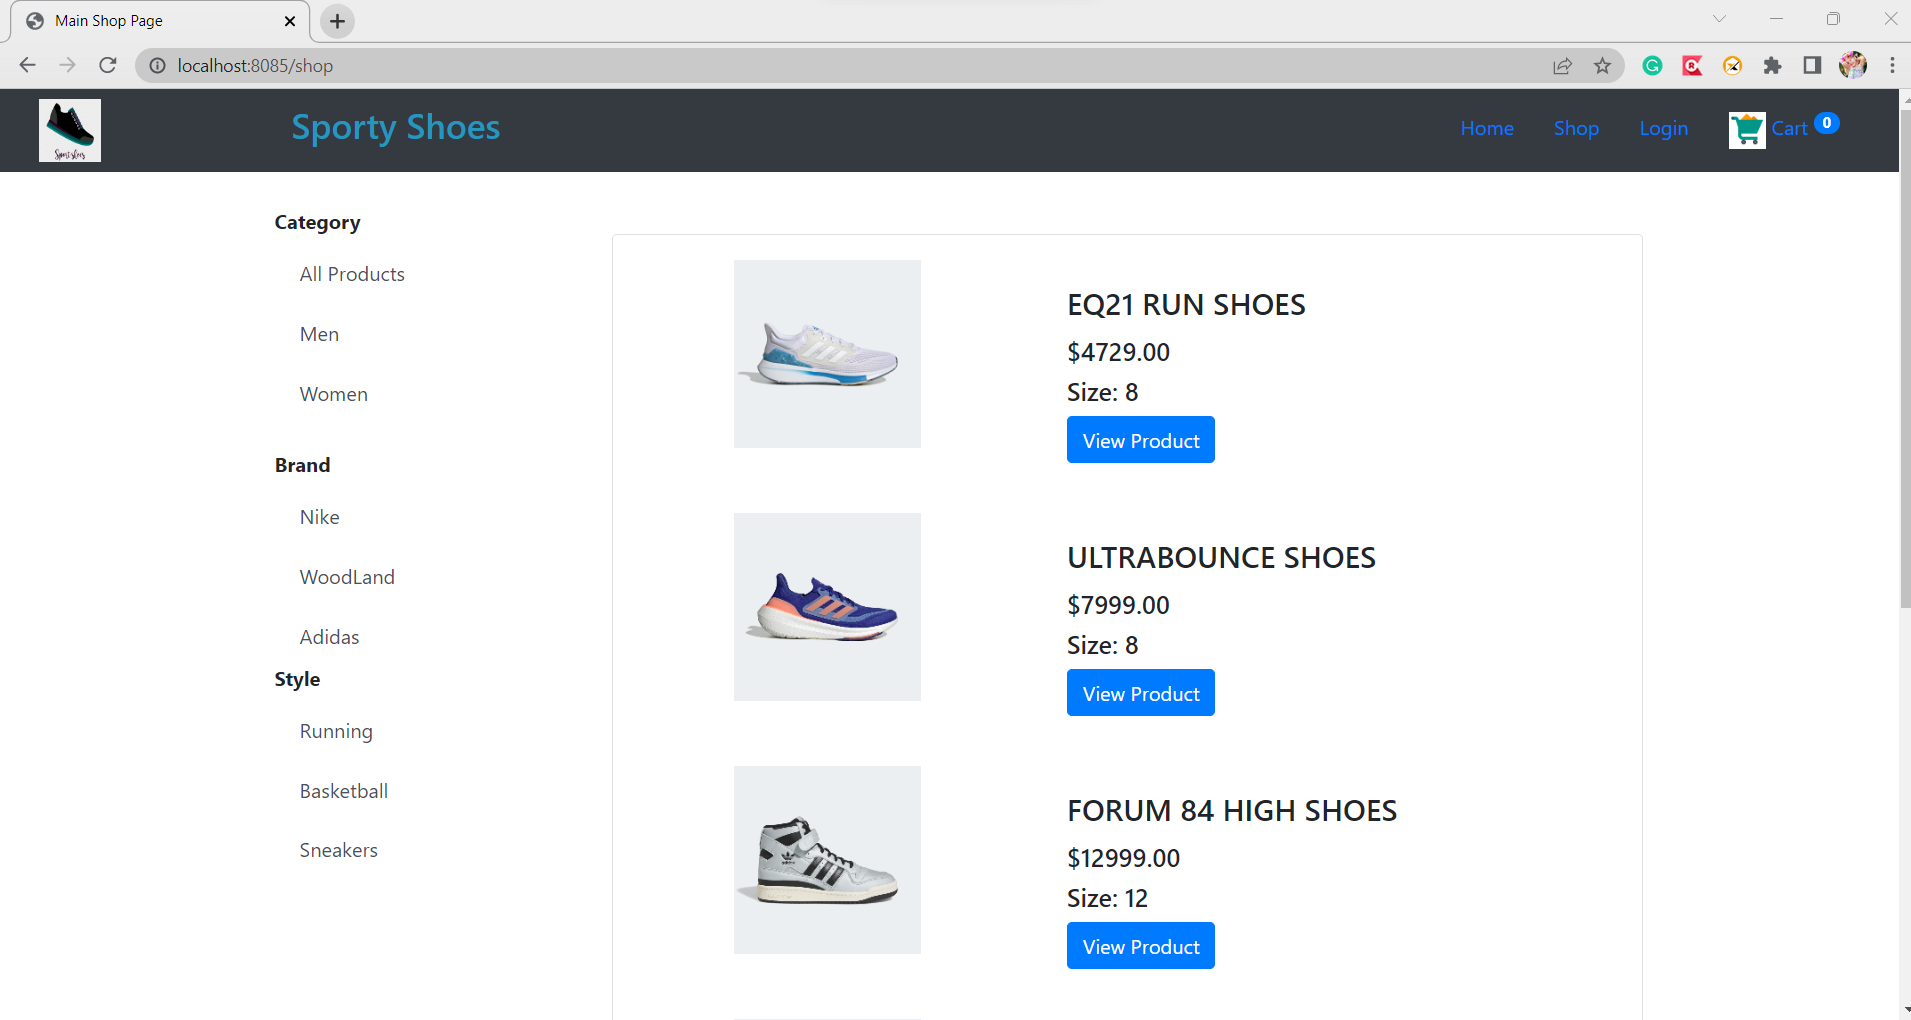 Main Shop Page
localhost:8085/shop
Sport shoes
Sporty Shoes
Home
Shop
Login
Cart 0
Category
All Products
Men
Women
Brand
Nike
WoodLand
Adidas
Style
Running
Basketball
Sneakers
EQ21 RUN SHOES
$4729.00
Size: 8
View Product
ULTRABOUNCE SHOES
$7999.00
Size: 8
View Product
FORUM 84 HIGH SHOES
$12999.00
Size: 12
View Product